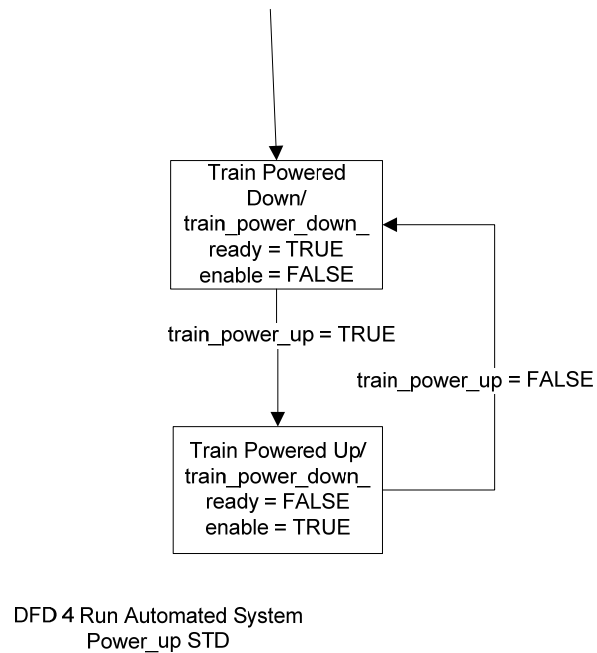 Train Powered
Down/
train_power_down_
ready = TRUE
enable = FALSE
train_power_up = TRUE
train_power_up = FALSE
Train Powered Up/
train_power_down_
ready = FALSE
enable = TRUE
DFD 4 Run Automated System
Power_up STD